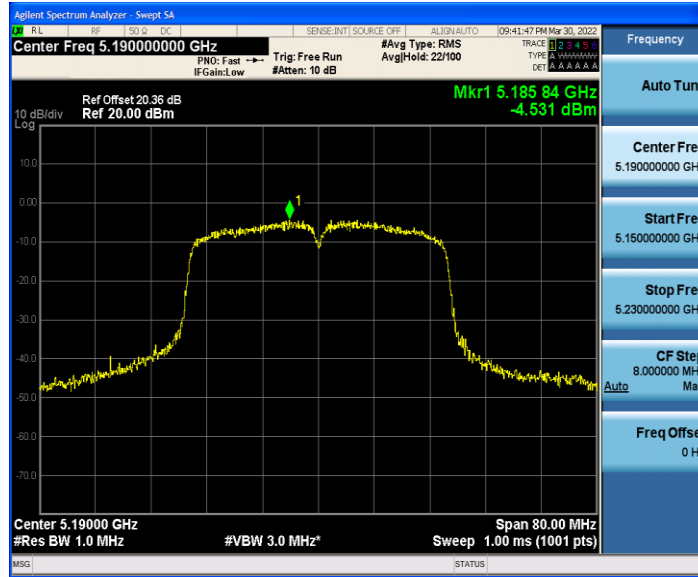 Agilent Spectrum Analyzer - Swept SA
RL RF 50 Ω DC SENSE:INT SOURCE OFF ALIGNAUTO 09:41:47 PM Mar 30, 2022
Center Freq 5.190000000 GHz
PNO: Fast
IFGain:Low
Trig: Free Run
#Atten: 10 dB
#Avg Type: RMS
Avg|Hold: 22/100
TRACE 1 2 3 4 5 6
TYPE A
DET A A A A A A
Frequency
Ref Offset 20.36 dB
10 dB/div Ref 20.00 dBm
Log
Mkr1 5.185 84 GHz
-4.531 dBm
1
10.0
0.00
-10.0
-20.0
-30.0
-40.0
-50.0
-60.0
-70.0
Center 5.19000 GHz
Span 80.00 MHz
#Res BW 1.0 MHz
#VBW 3.0 MHz*
Sweep 1.00 ms (1001 pts)
MSG
STATUS
Auto Tun
Center Fre
5.190000000 GH
Start Fre
5.150000000 GH
Stop Fre
5.230000000 GH
CF Ste
8.000000 MH
Auto Ma
Freq Offse
0 H